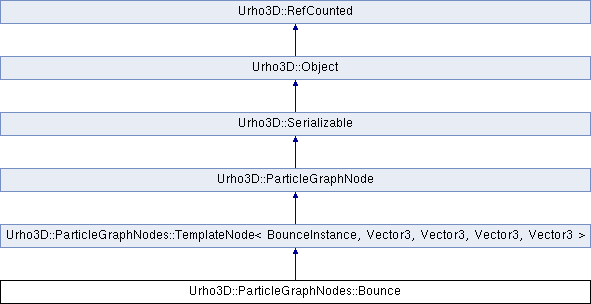 Urho3D::RefCounted
Urho3D::Object
Urho3D::Serializable
Urho3D::ParticleGraphNode
Urho3D::ParticleGraphNodes::TemplateNode< BounceInstance, Vector3, Vector3, Vector3, Vector3 >
Urho3D::ParticleGraphNodes::Bounce